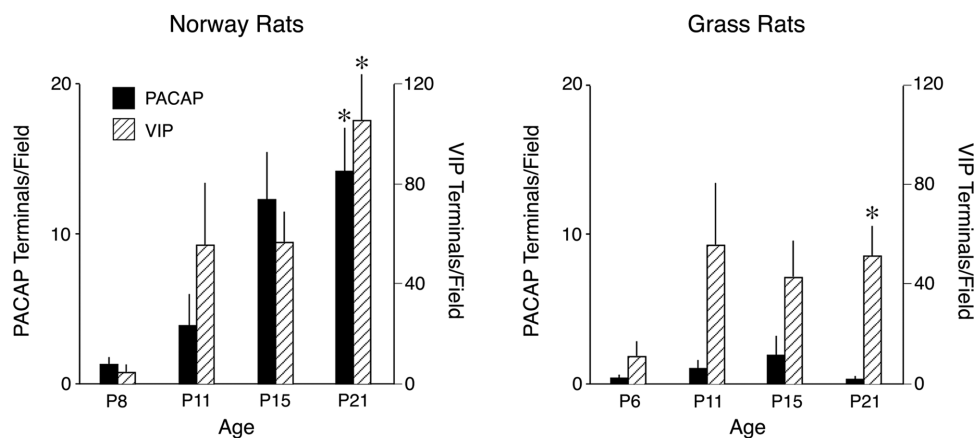 Norway Rats
20
10
0
PACAP Terminals/Field
PACAP
VIP
*
*
120
80
40
0
VIP Terminals/Field
P8 P11 P15 P21
Age
Grass Rats
20
10
0
PACAP Terminals/Field
*
120
80
40
0
VIP Terminals/Field
P6 P11 P15 P21
Age